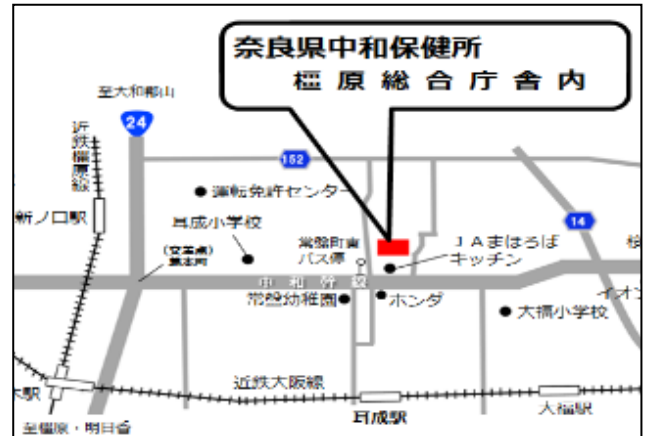 奈良県中和保健所
橿原総合庁舎内
至大和郡山
24
近鉄橿原線
152
運転免許センター
新ノ口駅
耳成小学校
14
常盤町東
バス停
JAまほろば
キッチン
(交差点)
中和幹線
常盤幼稚園
ホンダ
イオン
大福小学校
木駅
近鉄大阪線
耳成駅
大福駅
至橿原・明日香